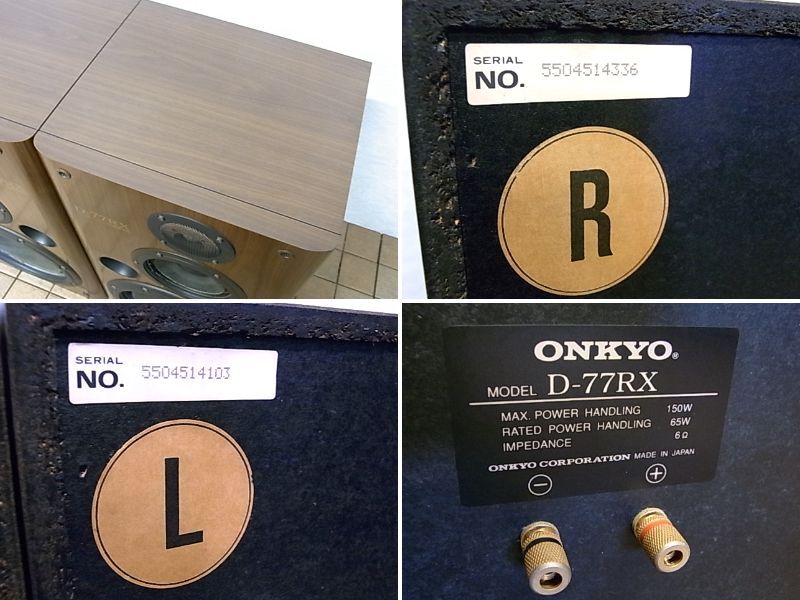 D-77RX
SERIAL
NO. 5504514336
R
SERIAL
NO. 5504514103
L
ONKYO®
MODEL D-77RX
MAX. POWER HANDLING 150W
RATED POWER HANDLING 65W
IMPEDANCE 6Ω
ONKYO CORPORATION MADE IN JAPAN
− +